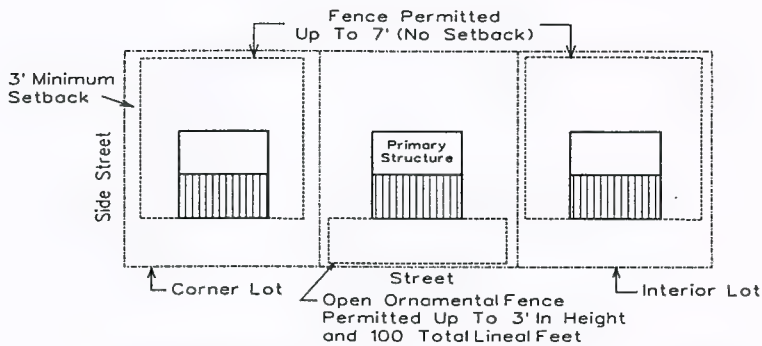 Fence Permitted
Up To 7' (No Setback)
3' Minimum
Setback
Side Street
Primary
Structure
Street
Corner Lot
Interior Lot
Open Ornamental Fence
Permitted Up To 3' In Height
and 100 Total Lineal Feet